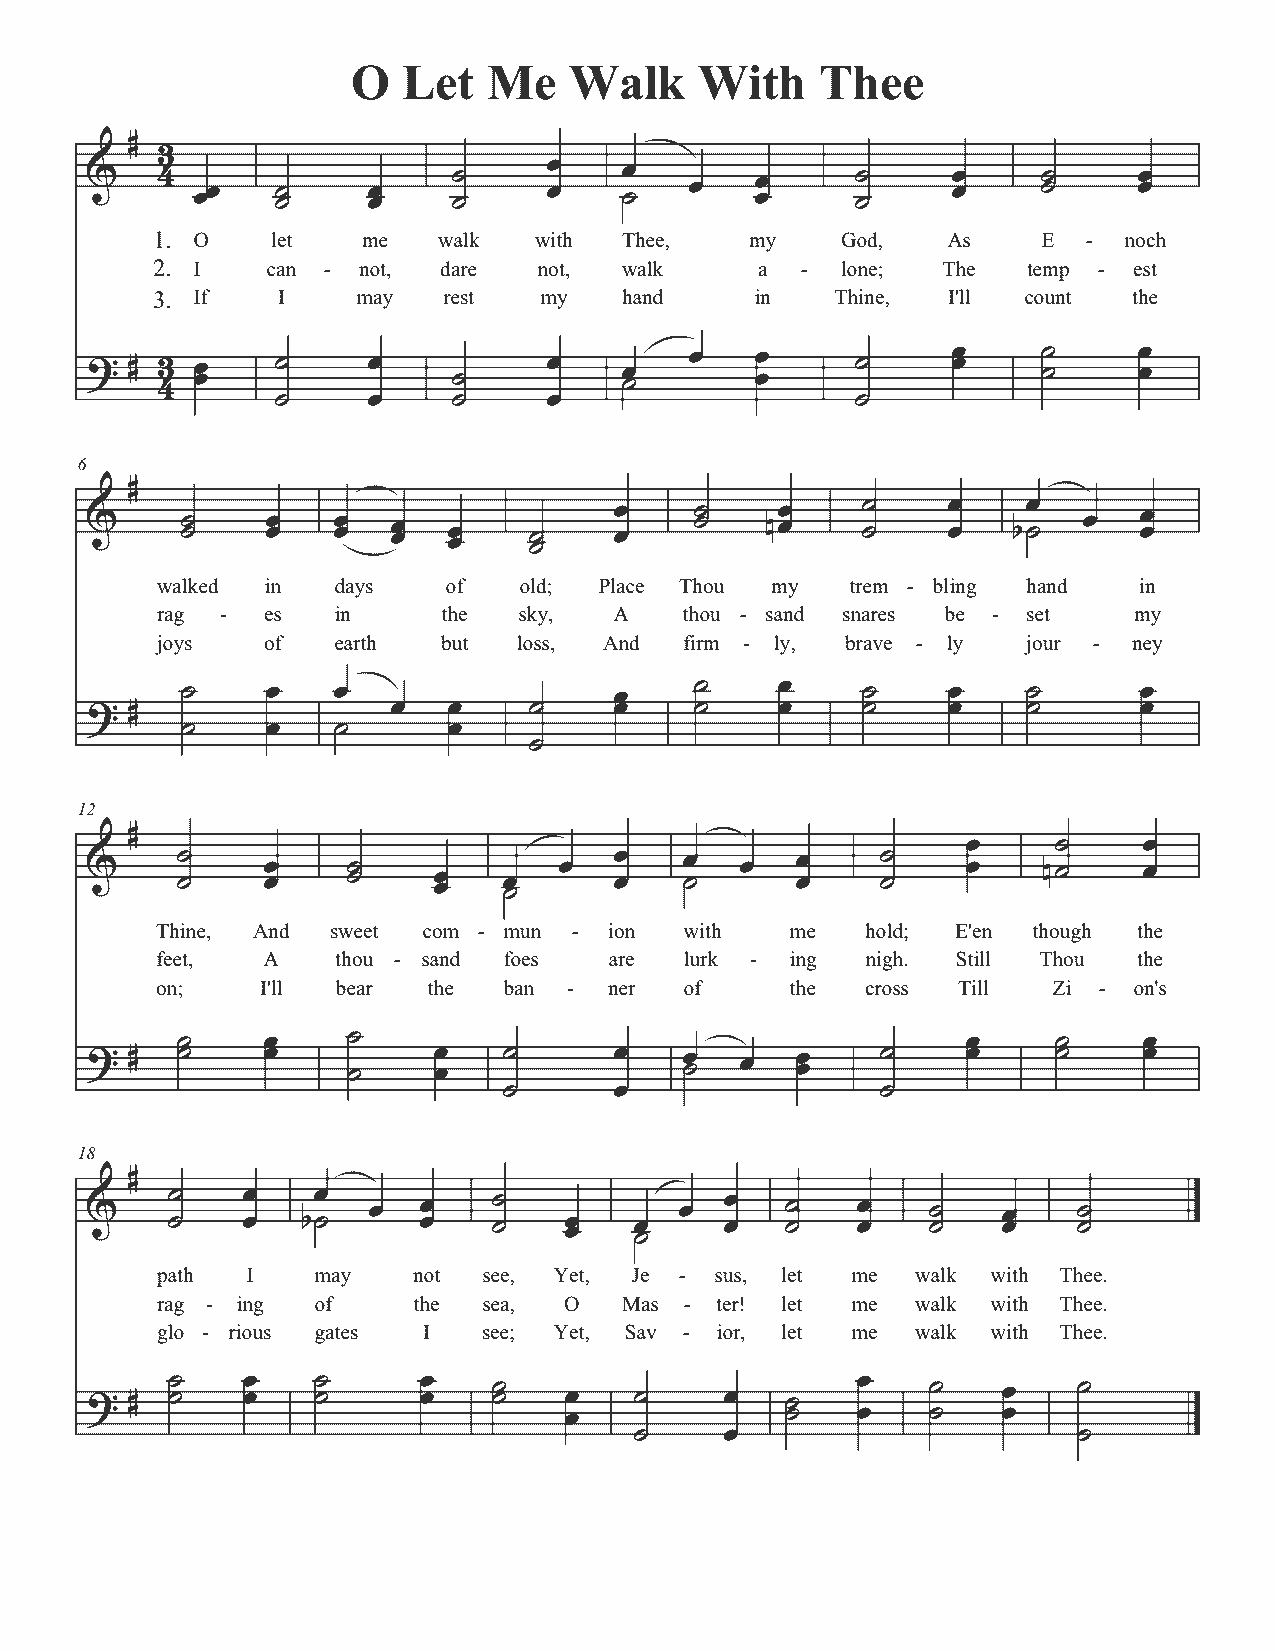 O Let Me Walk With Thee
3 4
1. O let me walk with Thee, my God, As E - noch
2. I can - not, dare not, walk a - lone; The temp - est
3. If I may rest my hand in Thine, I'll count the
3 4
6
walked in days of old; Place Thou my trem - bling hand in
rag - es in the sky, A thou - sand snares be - set my
joys of earth but loss, And firm - ly, brave - ly jour - ney
12
Thine, And sweet com - mun - ion with me hold; E'en though the
feet, A thou - sand foes are lurk - ing nigh. Still Thou the
on; I'll bear the ban - ner of the cross Till Zi - on's
18
path I may not see, Yet, Je - sus, let me walk with Thee.
rag - ing of the sea, O Mas - ter! let me walk with Thee.
glo - rious gates I see; Yet, Sav - ior, let me walk with Thee.